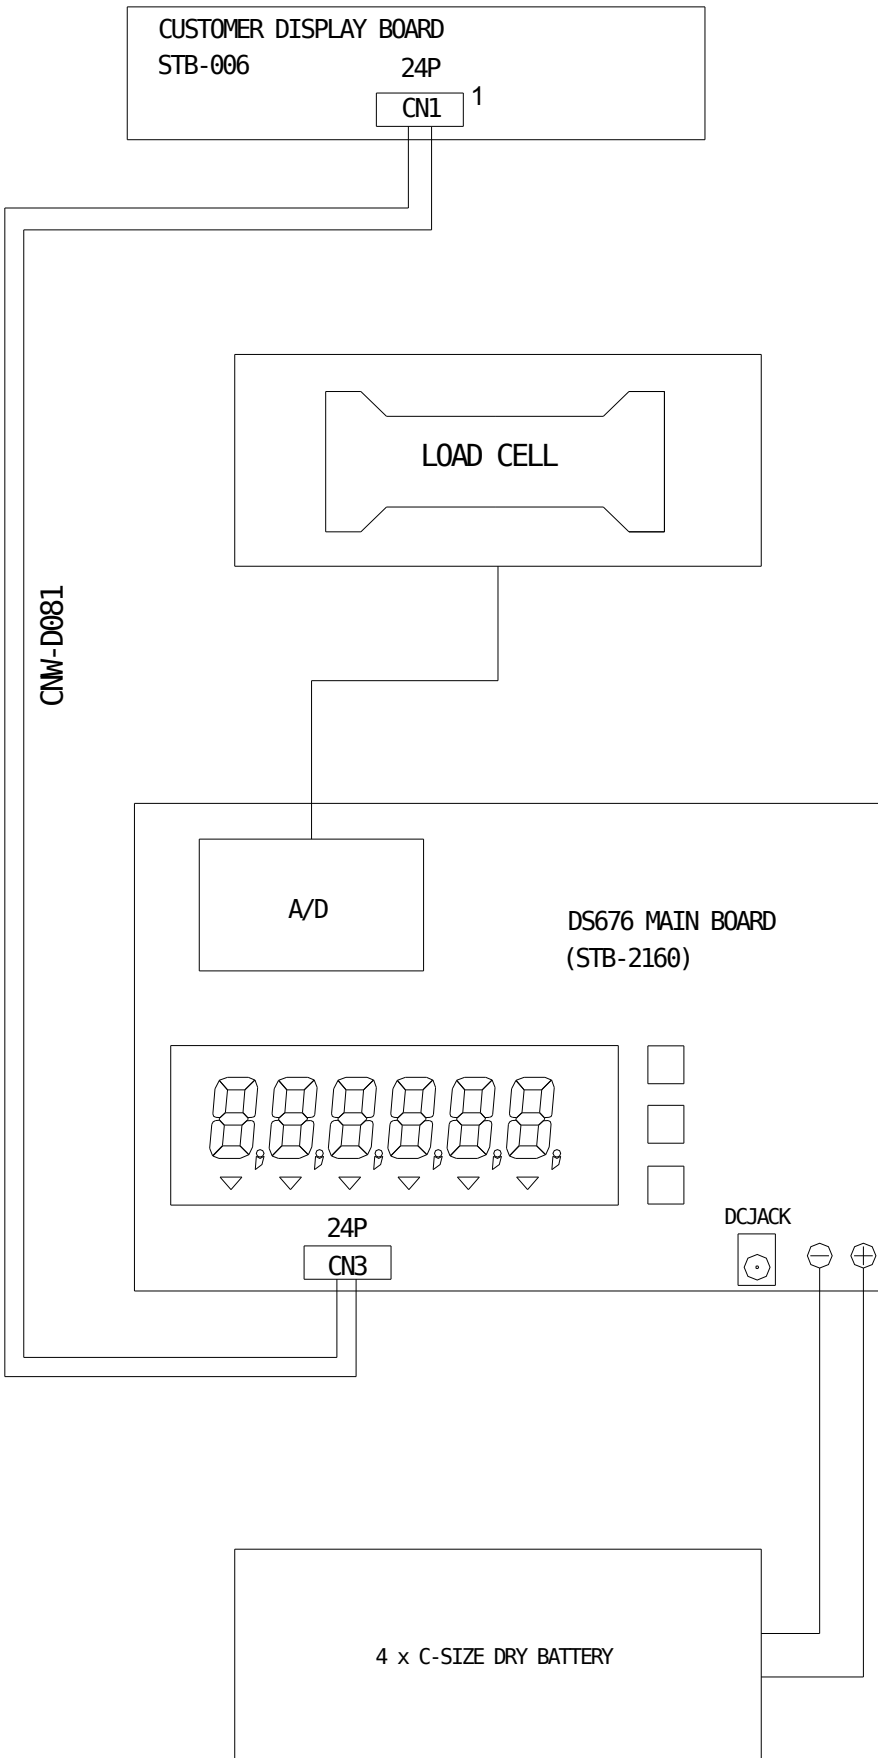 CUSTOMER DISPLAY BOARD
STB-006
24P
CN1
1
LOAD CELL
CNW-D081
A/D
DS676 MAIN BOARD
(STB-2160)
24P
CN3
DCJACK
4 x C-SIZE DRY BATTERY